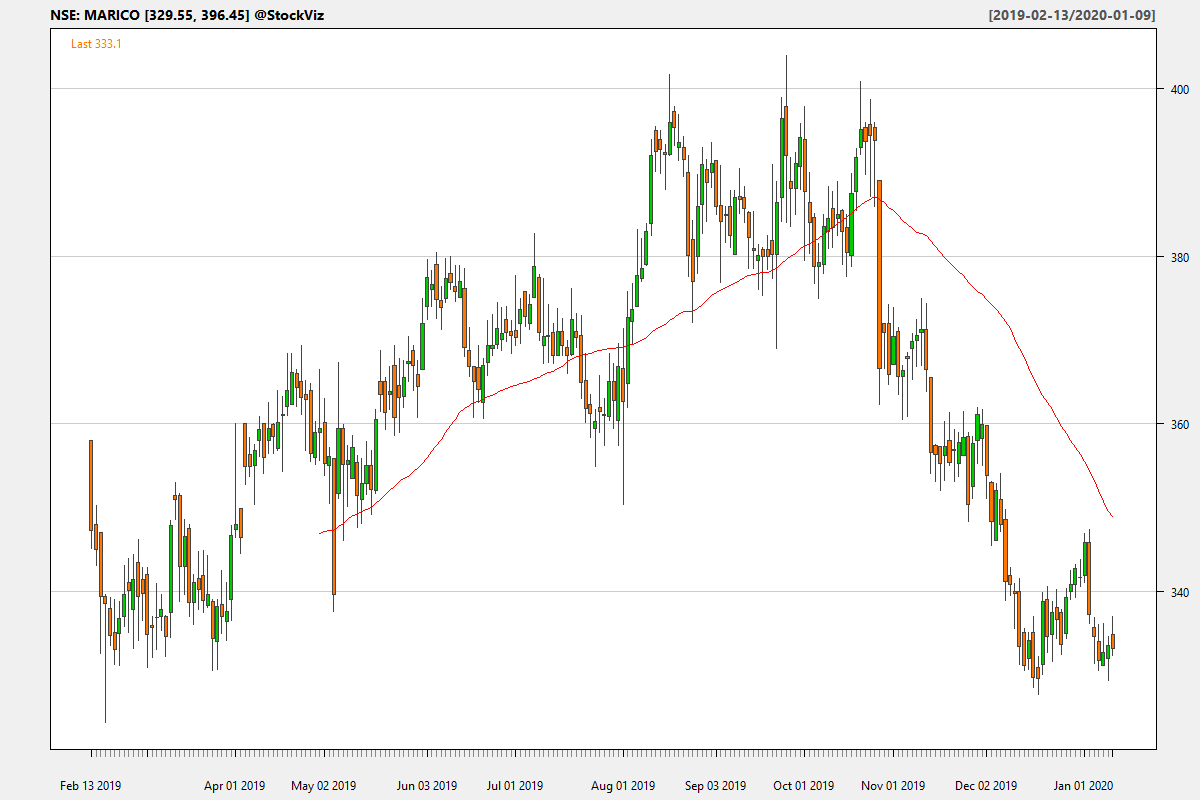 NSE: MARICO [329.55, 396.45] @StockViz [2019-02-13/2020-01-09]
Last 333.1
400
380
360
340
Feb 13 2019 Apr 01 2019 May 02 2019 Jun 03 2019 Jul 01 2019 Aug 01 2019 Sep 03 2019 Oct 01 2019 Nov 01 2019 Dec 02 2019 Jan 01 2020